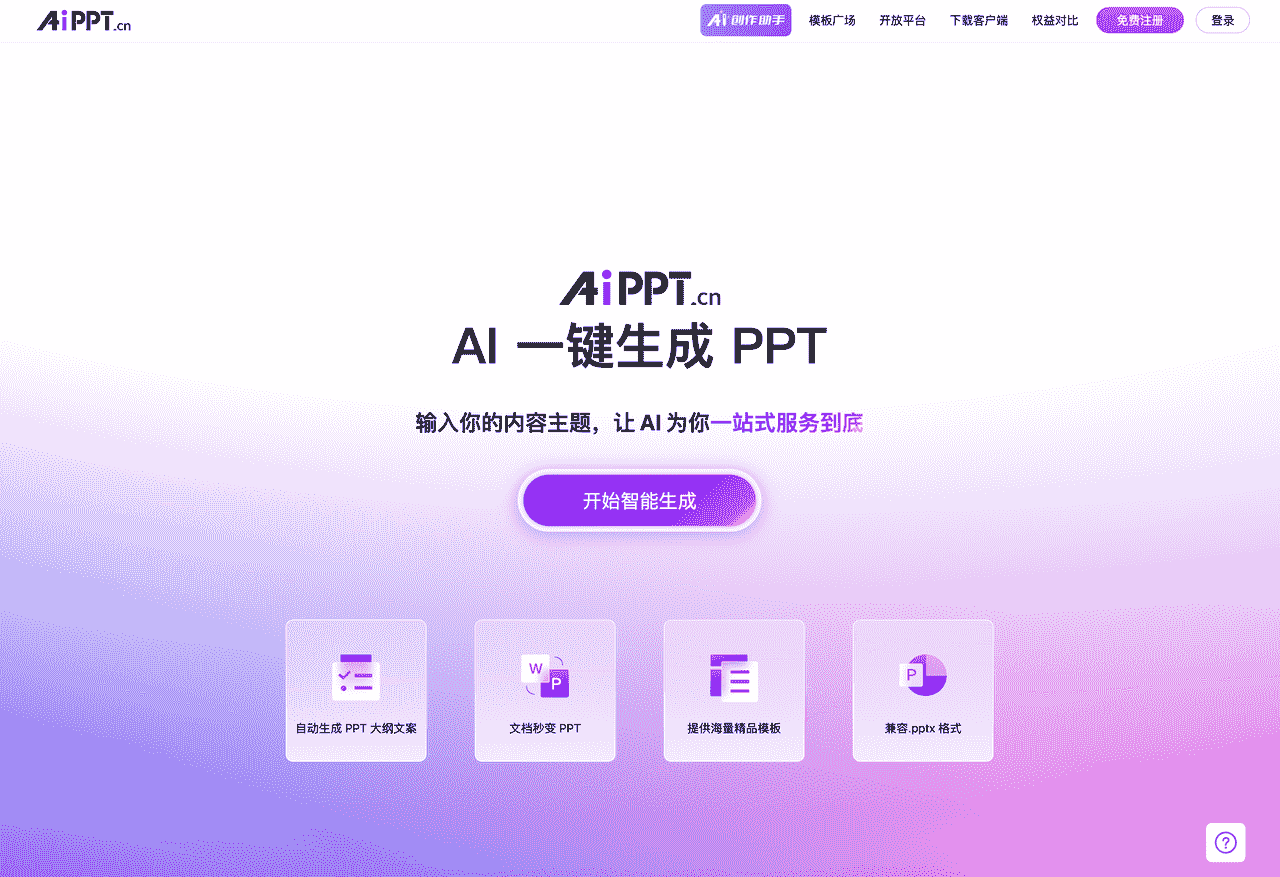 AiPPT.cn
Ai 创作助手 模板广场 开放平台 下载客户端 权益对比 免费注册 登录
AiPPT.cn
AI 一键生成 PPT
输入你的内容主题，让 AI 为你一站式服务到底
开始智能生成
W
P
P
自动生成 PPT 大纲文案
文档秒变 PPT
提供海量精品模板
兼容.pptx 格式
?